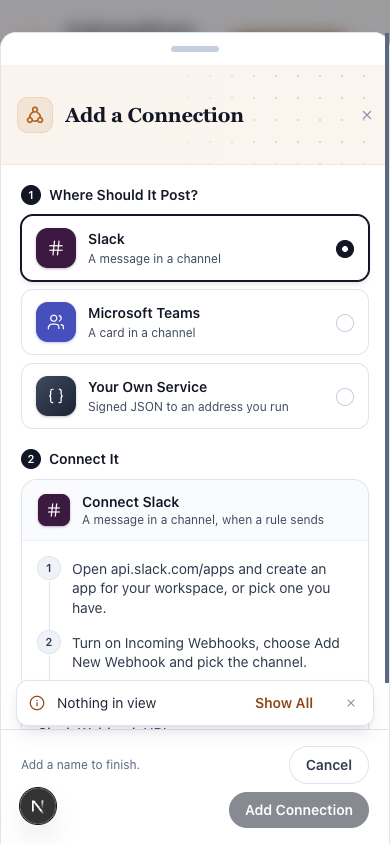 Add a Connection
×
1 Where Should It Post?
#
Slack
A message in a channel
Microsoft Teams
A card in a channel
{ }
Your Own Service
Signed JSON to an address you run
2 Connect It
#
Connect Slack
A message in a channel, when a rule sends
1 Open api.slack.com/apps and create an
app for your workspace, or pick one you
have.
2 Turn on Incoming Webhooks, choose Add
New Webhook and pick the channel.
Nothing in view Show All ×
Add a name to finish.
Cancel
N
Add Connection